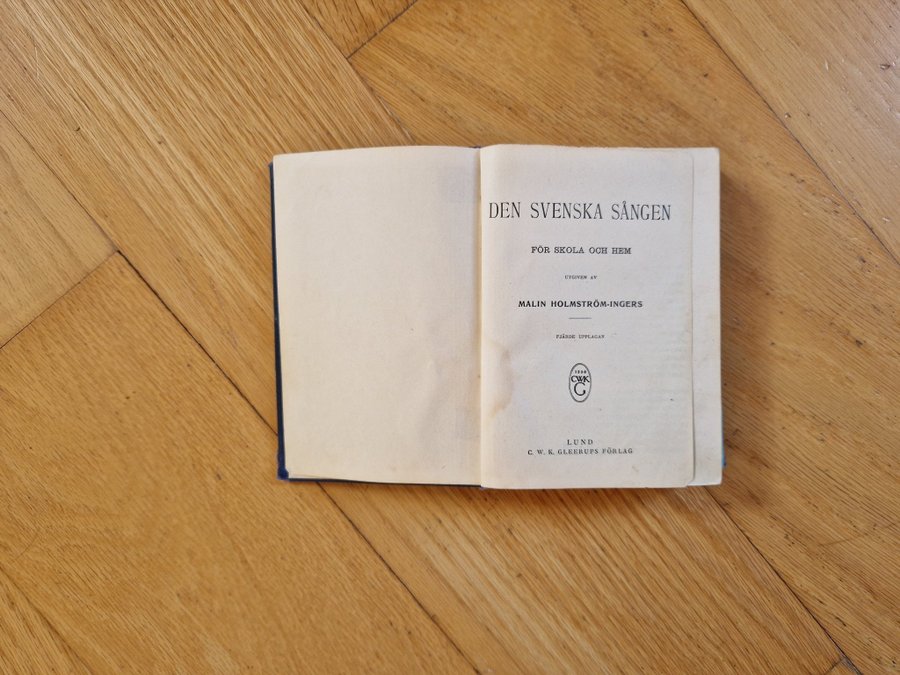 DEN SVENSKA SÅNGEN
FÖR SKOLA OCH HEM
UTGIVEN AV
MALIN HOLMSTRÖM-INGERS
FJÄRDE UPPLAGAN
CWK
G
LUND
C. W. K. GLEERUPS FÖRLAG